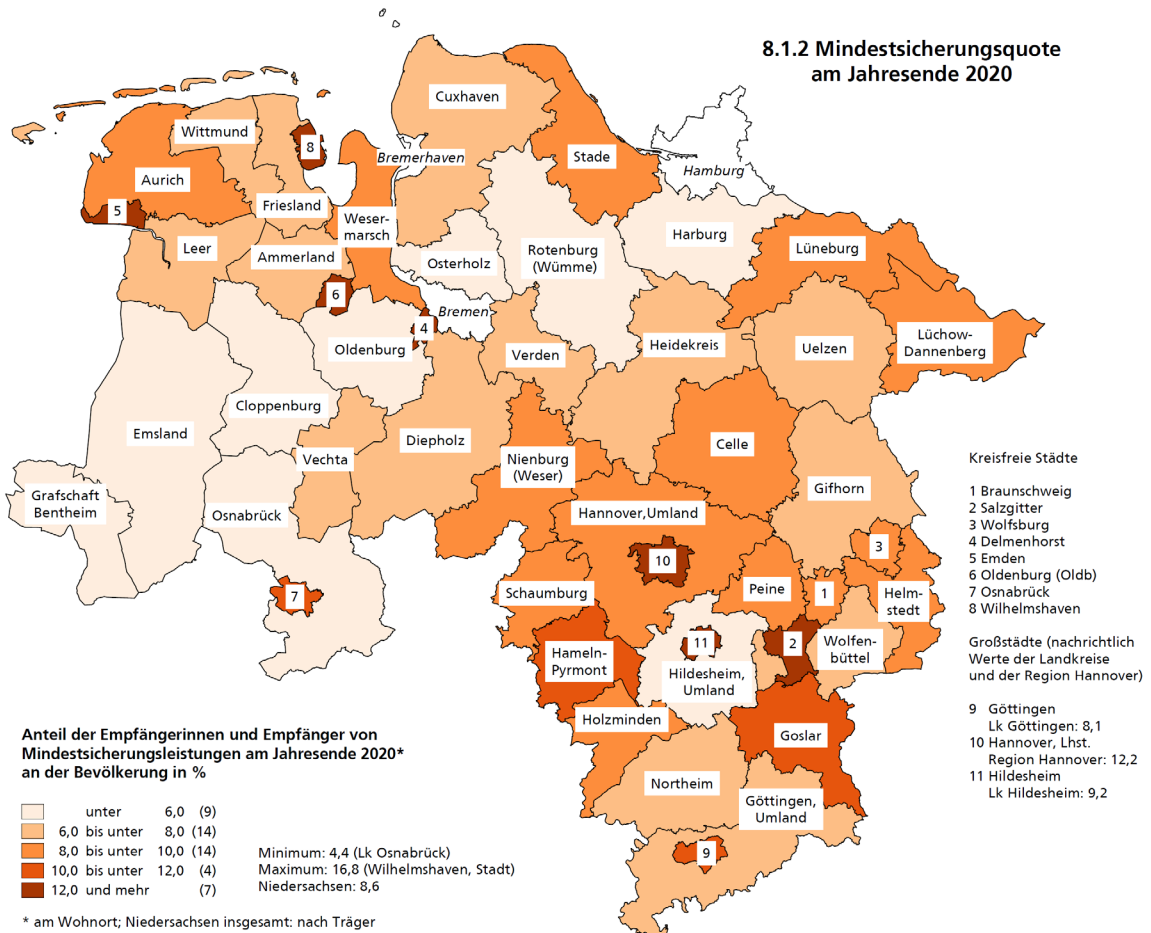 8.1.2 Mindestsicherungsquote
am Jahresende 2020
Cuxhaven
Wittmund
8
Bremerhaven
Stade
Hamburg
Aurich
5
Friesland
Weser-
marsch
Harburg
Leer
Ammerland
Osterholz
Rotenburg
(Wümme)
Lüneburg
6
Bremen
4
Oldenburg
Verden
Heidekreis
Uelzen
Lüchow-
Dannenberg
Cloppenburg
Emsland
Diepholz
Celle
Vechta
Nienburg
(Weser)
Gifhorn
Grafschaft
Bentheim
Osnabrück
Hannover,Umland
3
10
7
Schaumburg
Peine
1
Helm-
stedt
11
2
Wolfen-
büttel
Hameln-
Pyrmont
Hildesheim,
Umland
Holzminden
Goslar
Northeim
Göttingen,
Umland
9
Kreisfreie Städte
1 Braunschweig
2 Salzgitter
3 Wolfsburg
4 Delmenhorst
5 Emden
6 Oldenburg (Oldb)
7 Osnabrück
8 Wilhelmshaven
Großstädte (nachrichtlich
Werte der Landkreise
und der Region Hannover)
9 Göttingen
Lk Göttingen: 8,1
10 Hannover, Lhst.
Region Hannover: 12,2
11 Hildesheim
Lk Hildesheim: 9,2
Anteil der Empfängerinnen und Empfänger von
Mindestsicherungsleistungen am Jahresende 2020*
an der Bevölkerung in %
unter 6,0 (9)
6,0 bis unter 8,0 (14)
8,0 bis unter 10,0 (14)
10,0 bis unter 12,0 (4)
12,0 und mehr (7)
Minimum: 4,4 (Lk Osnabrück)
Maximum: 16,8 (Wilhelmshaven, Stadt)
Niedersachsen: 8,6
* am Wohnort; Niedersachsen insgesamt: nach Träger